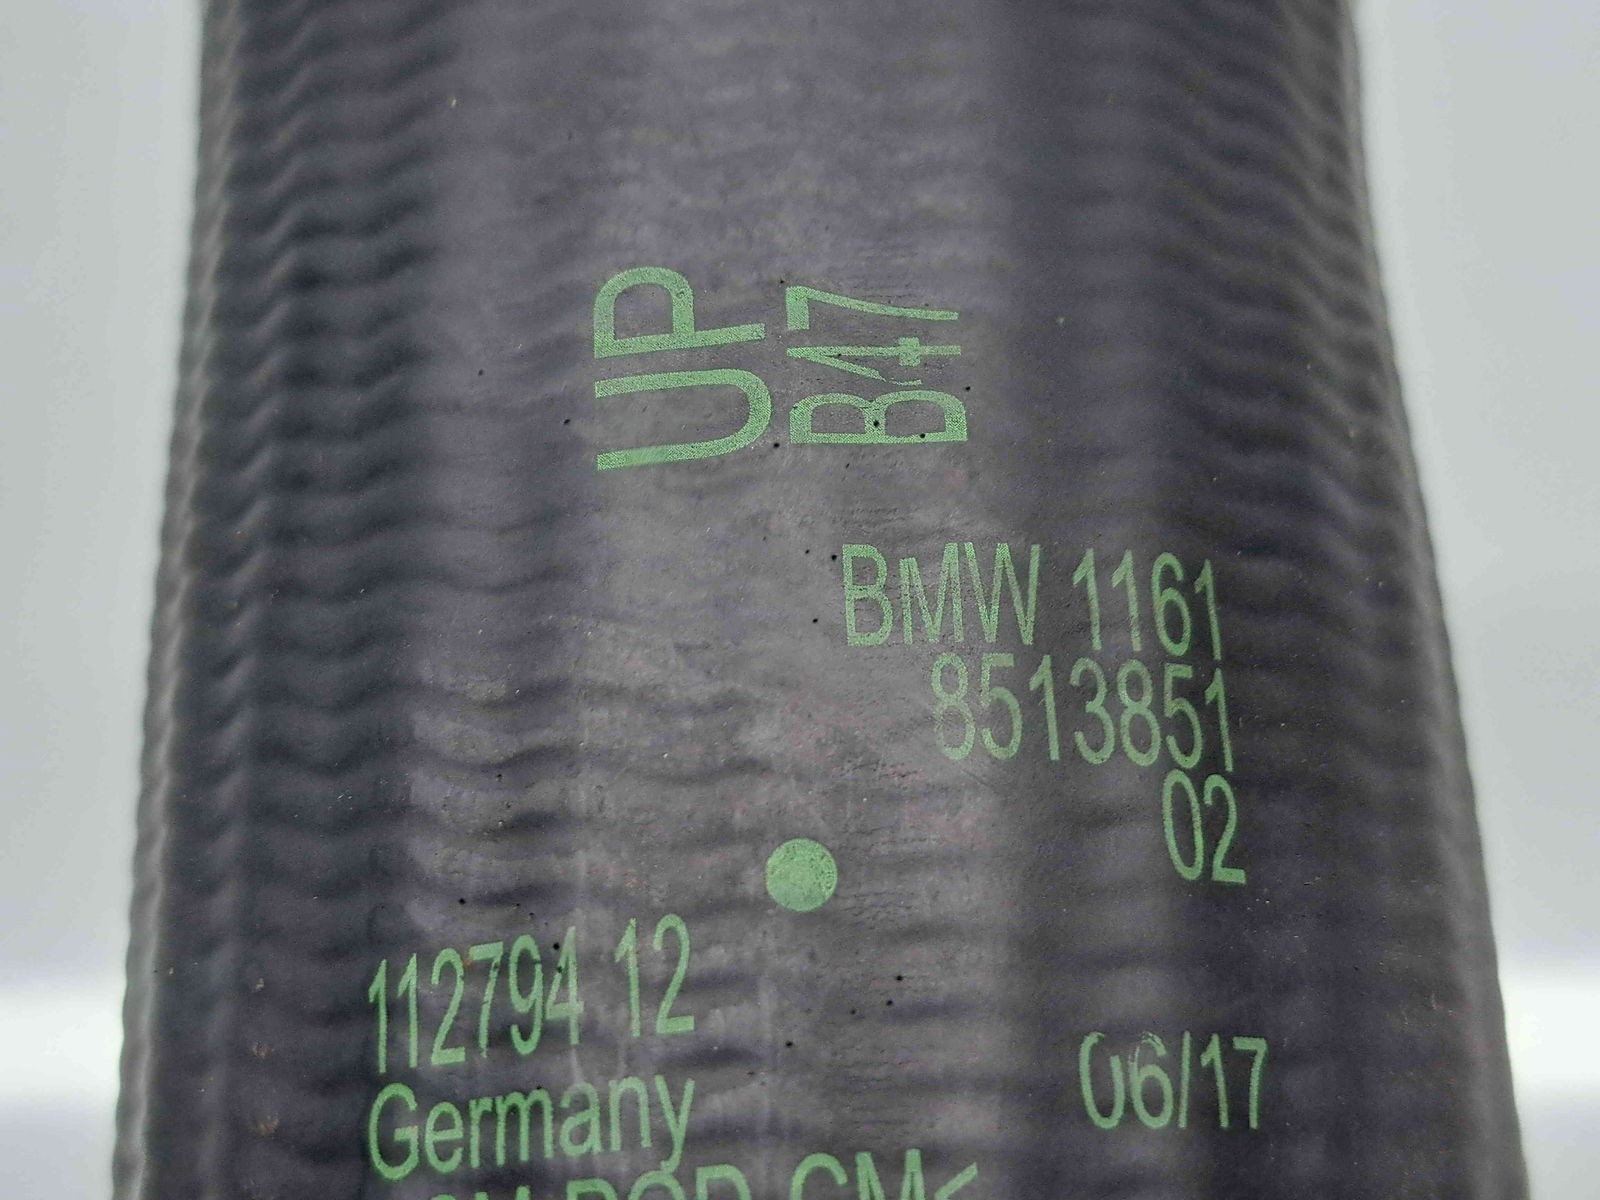 UP
B47
BMW 1161
8513851
02
112794 12
Germany
06/17